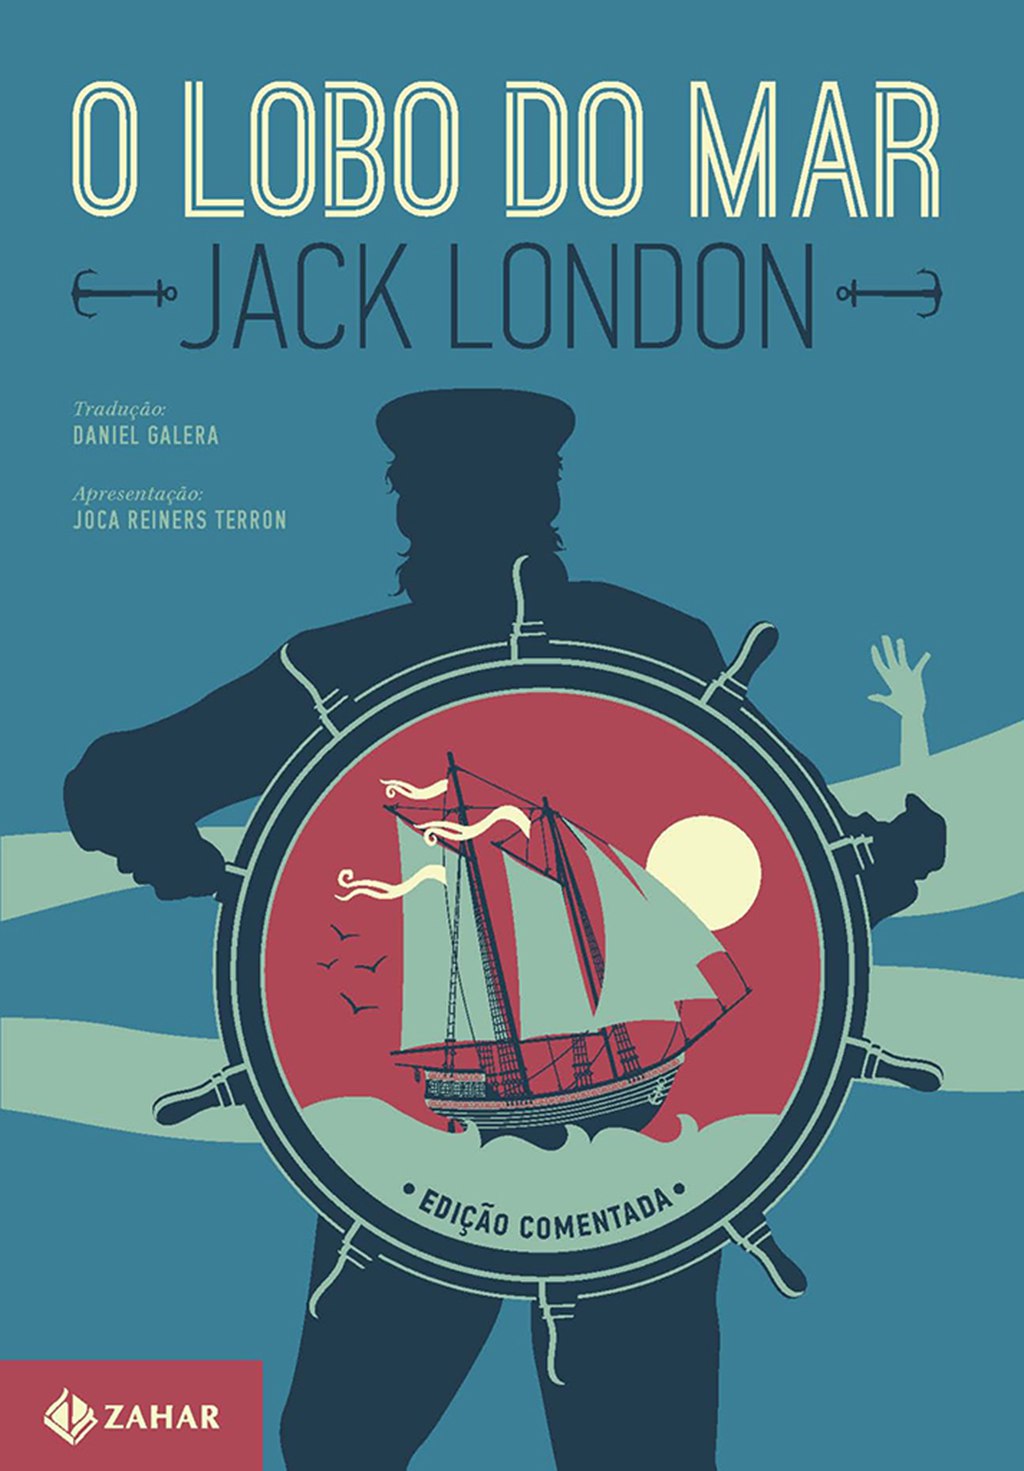 O LOBO DO MAR
JACK LONDON
Tradução:
DANIEL GALERA
Apresentação:
JOCA REINERS TERRON
• EDIÇÃO COMENTADA •
ZAHAR